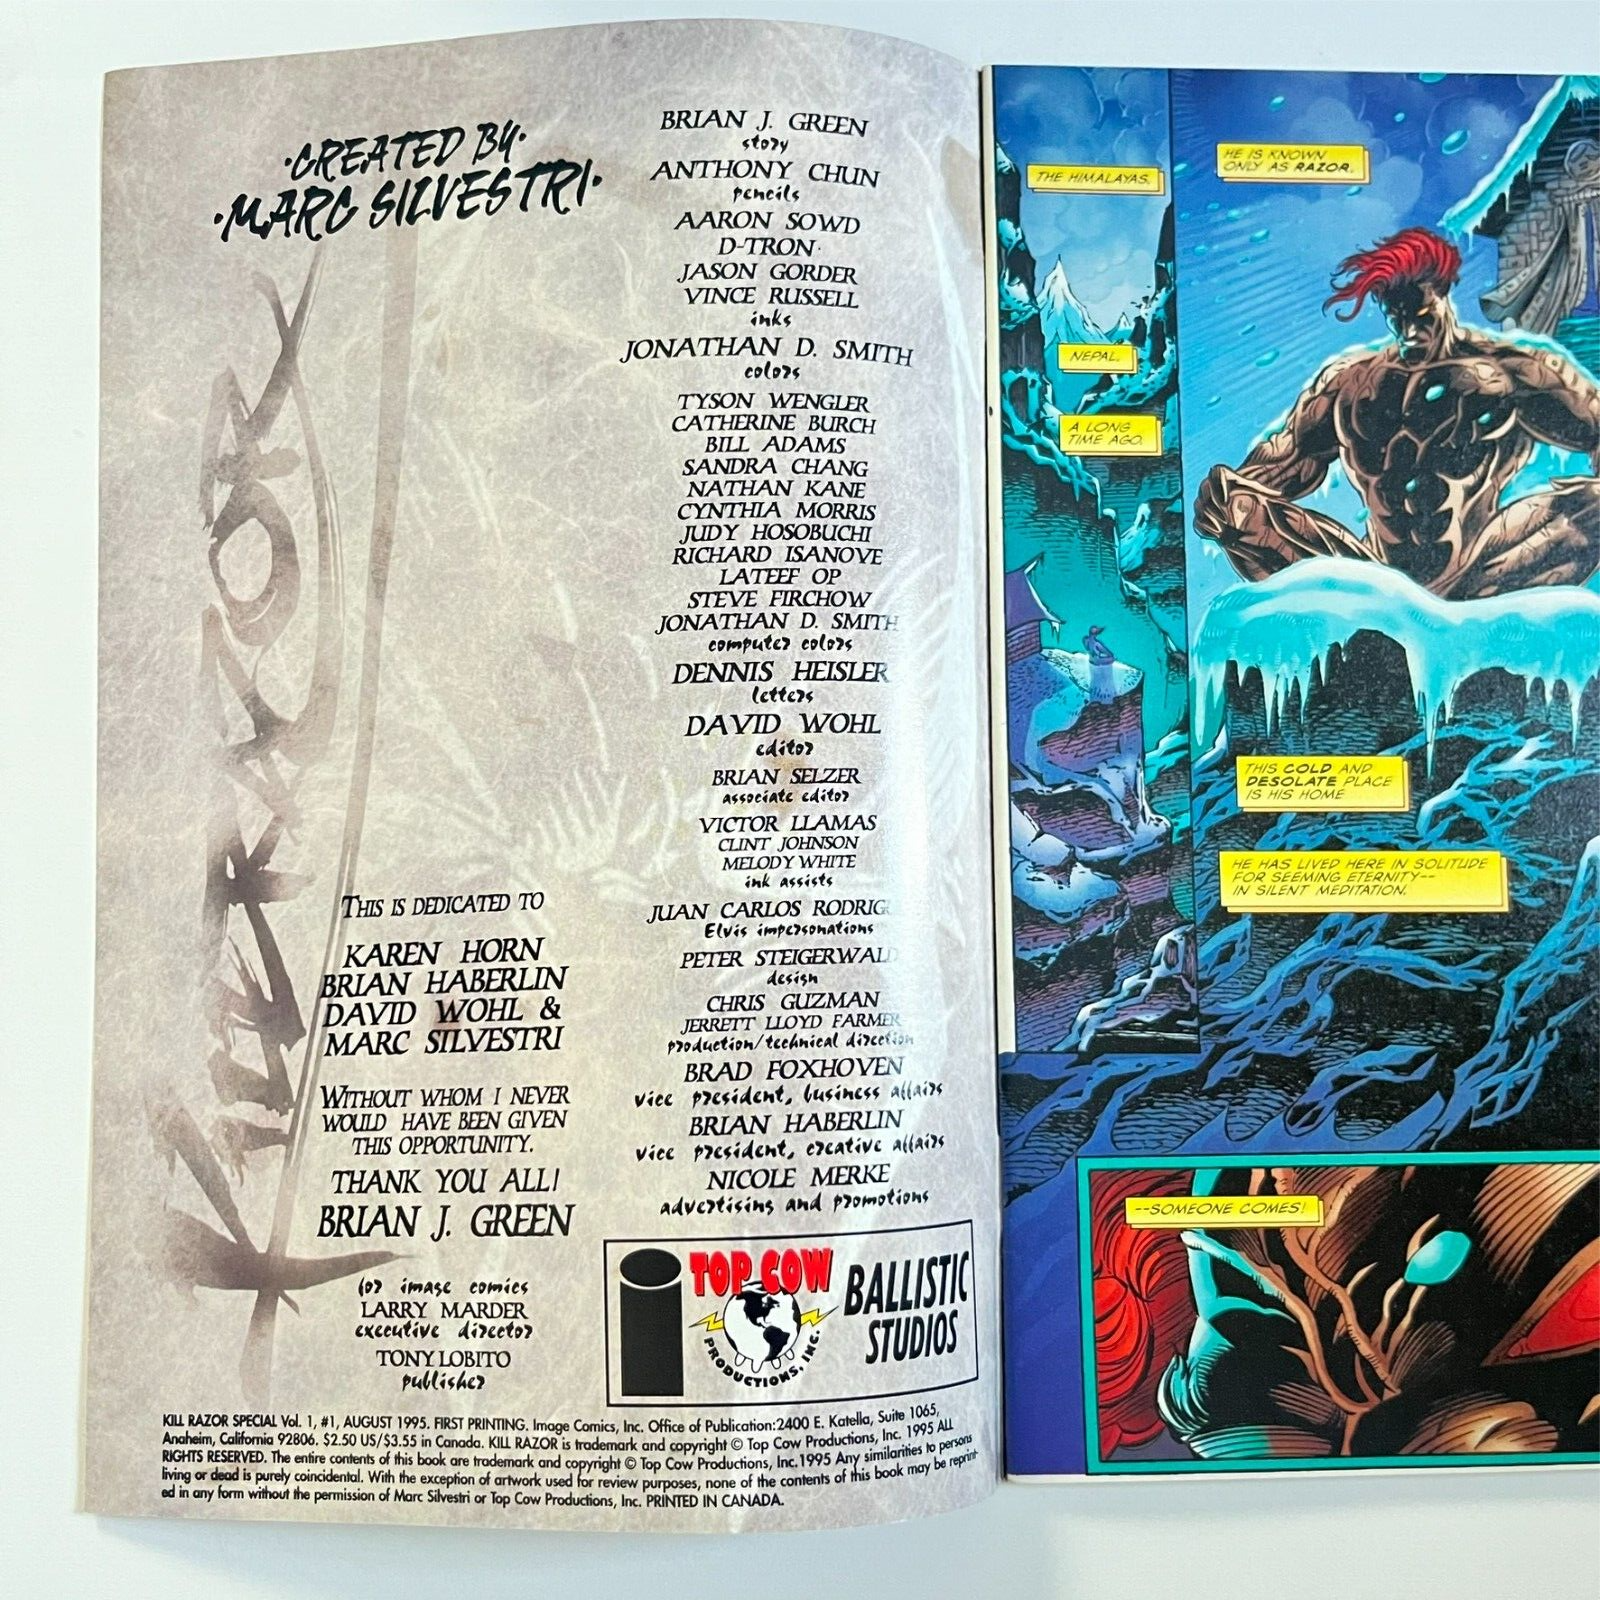 ·CREATED BY·
·MARC SILVESTRI·
KILLRAZOR
THIS IS DEDICATED TO
KAREN HORN
BRIAN HABERLIN
DAVID WOHL &
MARC SILVESTRI
WITHOUT WHOM I NEVER
WOULD HAVE BEEN GIVEN
THIS OPPORTUNITY.
THANK YOU ALL!
BRIAN J. GREEN
for image comics
LARRY MARDER
executive director
TONY LOBITO
publisher
BRIAN J. GREEN
story
ANTHONY CHUN
pencils
AARON SOWD
D-TRON
JASON GORDER
VINCE RUSSELL
inks
JONATHAN D. SMITH
colors
TYSON WENGLER
CATHERINE BURCH
BILL ADAMS
SANDRA CHANG
NATHAN KANE
CYNTHIA MORRIS
JUDY HOSOBUCHI
RICHARD ISANOVE
LATEEF OP
STEVE FIRCHOW
JONATHAN D. SMITH
computer colors
DENNIS HEISLER
letters
DAVID WOHL
editor
BRIAN SELZER
associate editor
VICTOR LLAMAS
CLINT JOHNSON
MELODY WHITE
ink assists
JUAN CARLOS
Elvis impersonations
PETER STEIGERWALD
design
CHRIS GUZMAN
JERRETT LLOYD FARMER
production/technical direction
BRAD FOXHOVEN
vice president, business affairs
BRIAN HABERLIN
vice president, creative affairs
NICOLE MERKE
advertising and promotions
i
TOP COW
PRODUCTIONS, INC.
BALLISTIC
STUDIOS
KILL RAZOR SPECIAL Vol. 1, #1, AUGUST 1995. FIRST PRINTING. Image Comics, Inc. Office of Publication:2400 E. Katella, Suite 1065,
Anaheim, California 92806. $2.50 US/$3.55 in Canada. KILL RAZOR is trademark and copyright © Top Cow Productions, Inc. 1995 ALL
RIGHTS RESERVED. The entire contents of this book are trademark and copyright © Top Cow Productions, Inc.1995 Any similarities to persons
living or dead is purely coincidental. With the exception of artwork used for review purposes, none of the contents of this book may be reprint-
ed in any form without the permission of Marc Silvestri or Top Cow Productions, Inc. PRINTED IN CANADA.
THE HIMALAYAS.
NEPAL.
A LONG
TIME AGO.
HE IS KNOWN
ONLY AS RAZOR.
THIS COLD AND
DESOLATE PLACE
IS HIS HOME
HE HAS LIVED HERE IN SOLITUDE
FOR SEEMING ETERNITY--
IN SILENT MEDITATION.
--SOMEONE COMES!